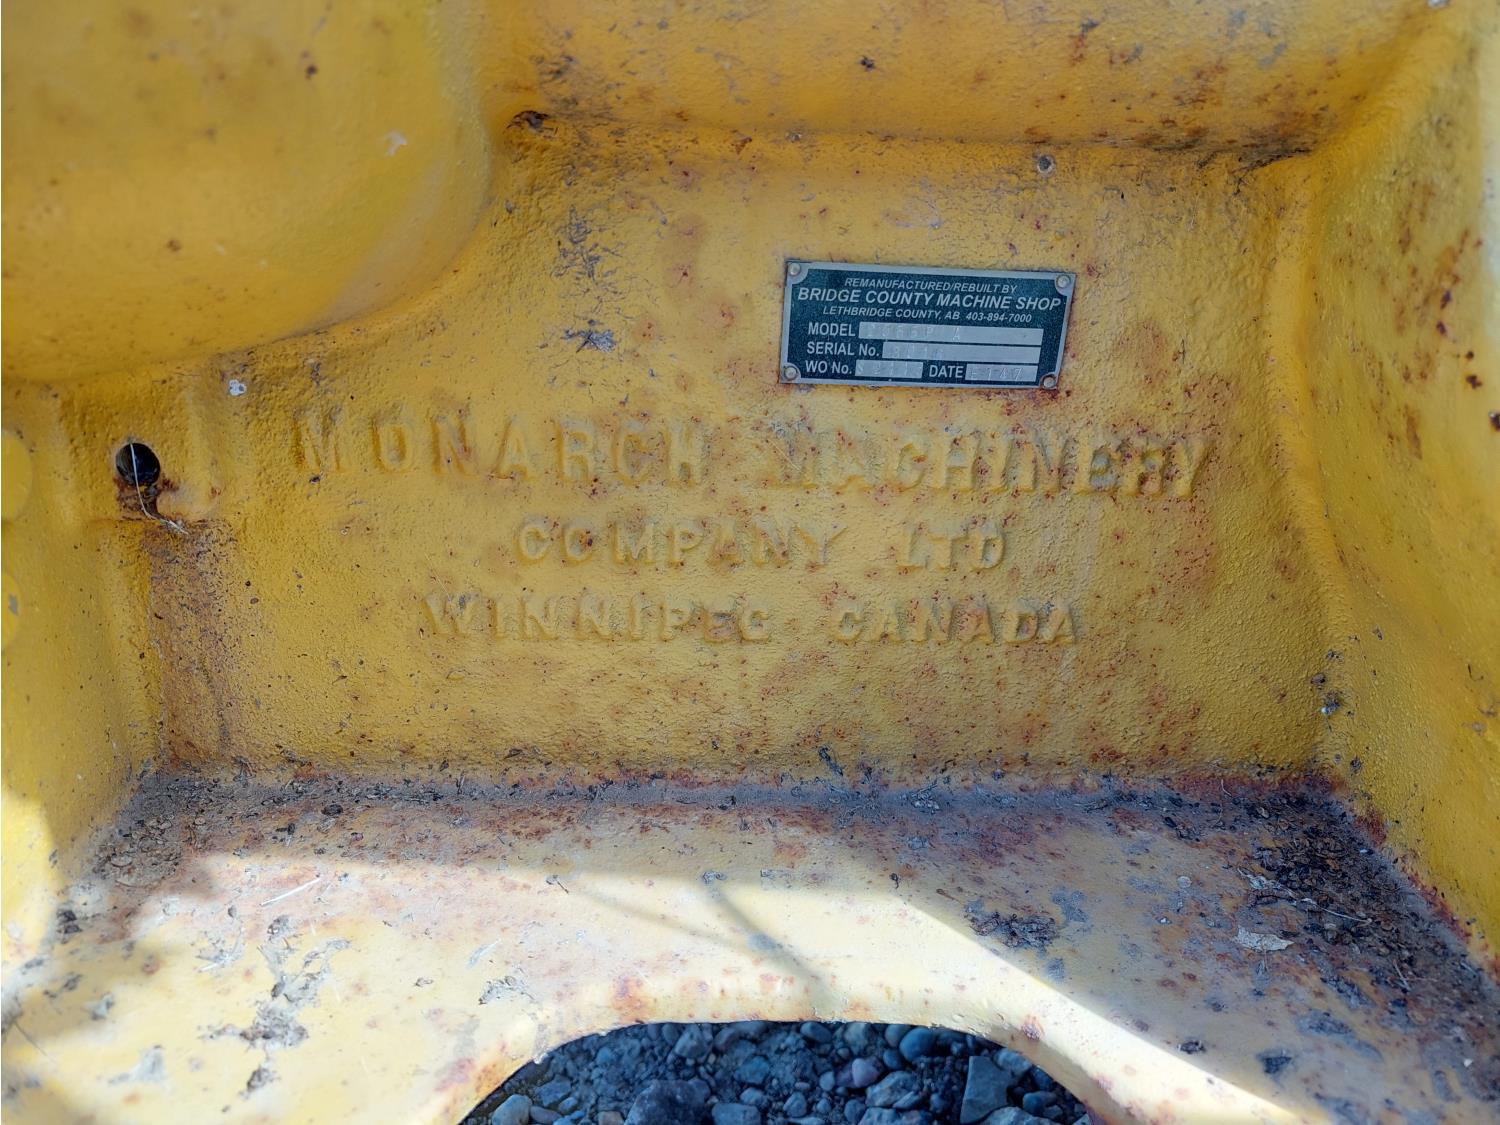 REMANUFACTURED/REBUILT BY
BRIDGE COUNTY MACHINE SHOP
LETHBRIDGE COUNTY, AB 403-894-7000
MODEL
SERIAL No.
WO No. DATE
MONARCH MACHINERY
COMPANY LTD
WINNIPEG CANADA